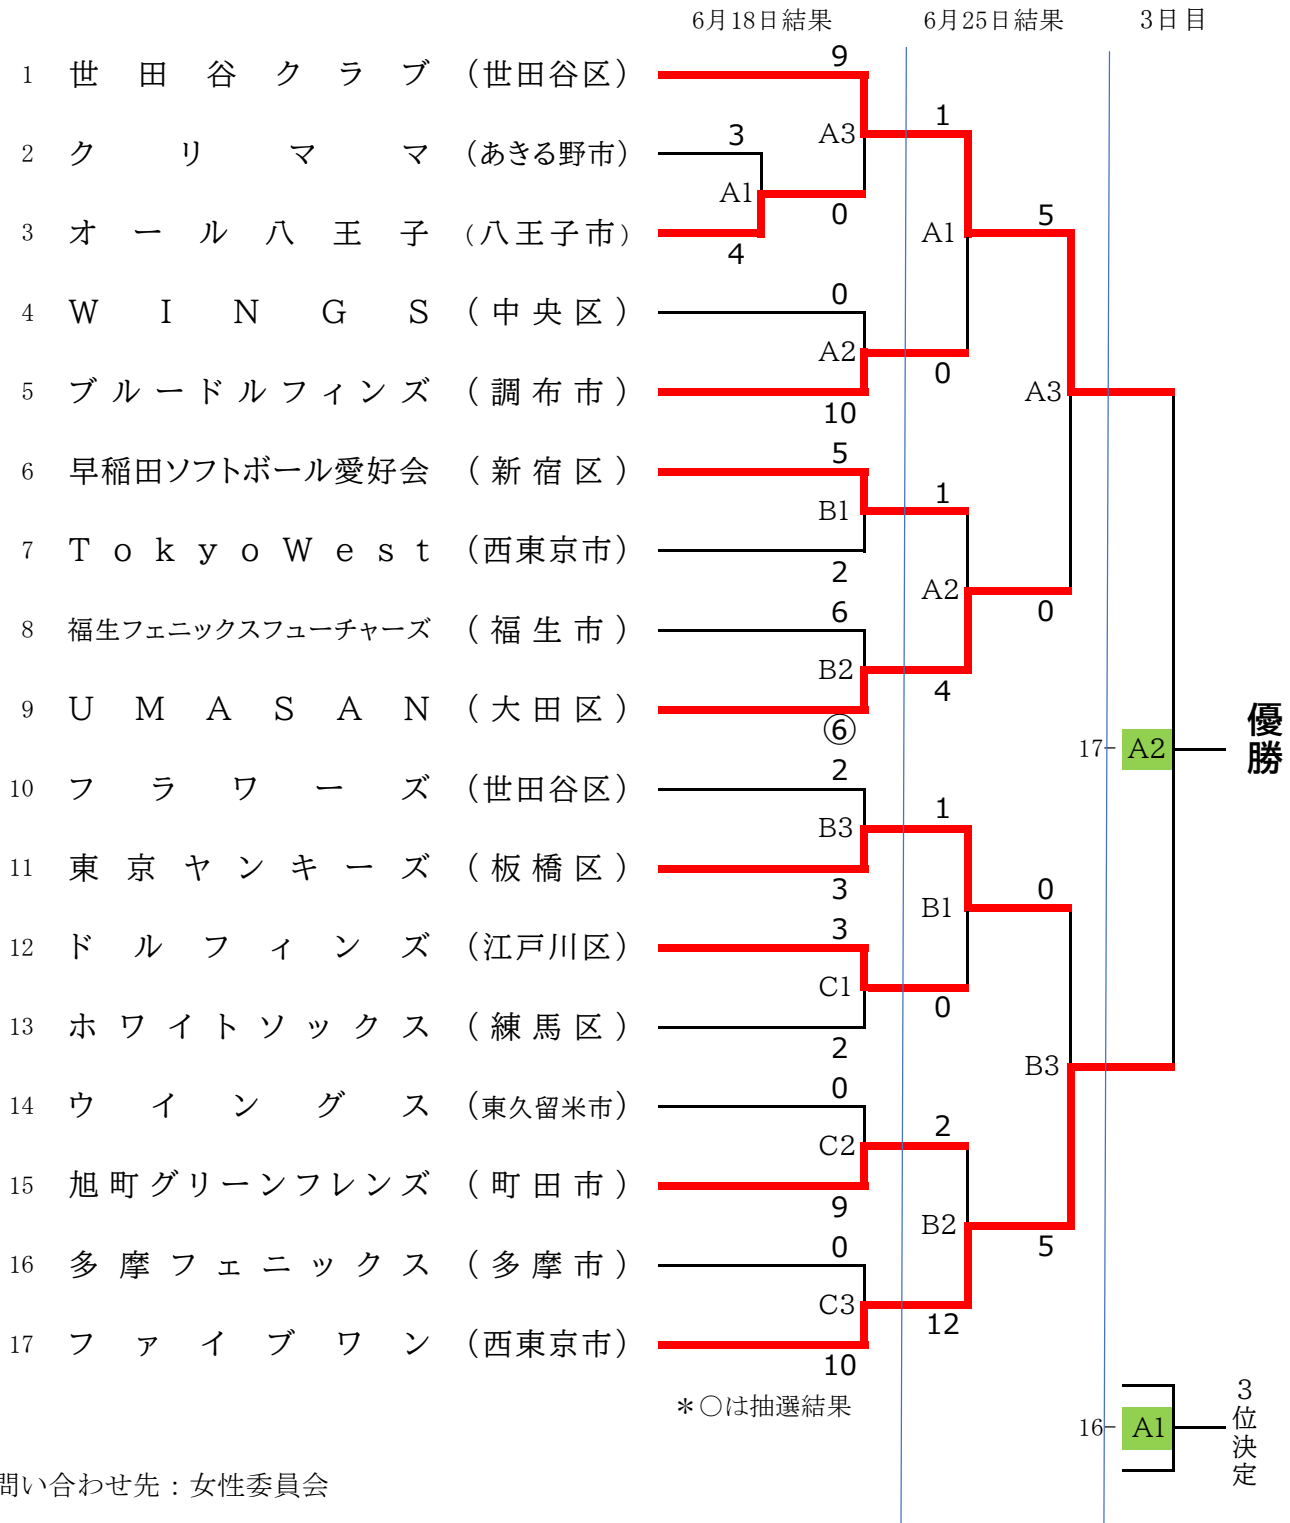 6月18日結果 6月25日結果 3日目
9
1 世田谷クラブ (世田谷区)
1
3 A3
2 クリママ (あきる野市)
A1
0 5
3 オール八王子 (八王子市) A1
4
0
4 WINGS (中央区)
A2
0
5 ブルードルフィンズ (調布市) A3
10
5
6 早稲田ソフトボール愛好会 (新宿区)
1
B1
7 TokyoWest (西東京市)
2
A2
6 0
8 福生フェニックスフューチャーズ (福生市)
B2
4
9 UMASAN (大田区)
⑥
優勝
17 A2
2
10 フラワーズ (世田谷区)
1
B3
11 東京ヤンキーズ (板橋区)
3 0
B1
3
12 ドルフィンズ (江戸川区)
C1
0
13 ホワイトソックス (練馬区)
2
B3
0
14 ウイングス (東久留米市)
2
C2
15 旭町グリーンフレンズ (町田市)
9
B2
0 5
16 多摩フェニックス (多摩市)
C3
12
17 ファイブワン (西東京市)
10
*○は抽選結果
3位決定
16 A1
問い合わせ先:女性委員会